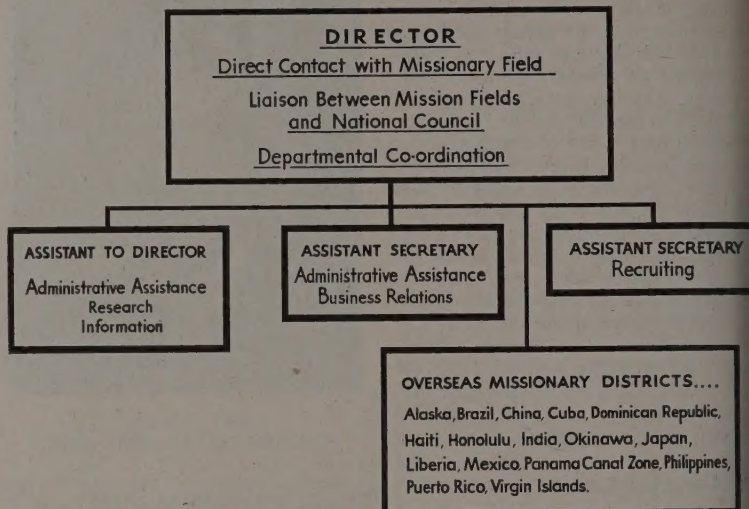 DIRECTOR
Direct Contact with Missionary Field
Liaison Between Mission Fields
and National Council
Departmental Co-ordination
ASSISTANT TO DIRECTOR
Administrative Assistance
Research
Information
ASSISTANT SECRETARY
Administrative Assistance
Business Relations
ASSISTANT SECRETARY
Recruiting
OVERSEAS MISSIONARY DISTRICTS....
Alaska, Brazil, China, Cuba, Dominican Republic,
Haiti, Honolulu, India, Okinawa, Japan,
Liberia, Mexico, Panama Canal Zone, Philippines,
Puerto Rico, Virgin Islands.